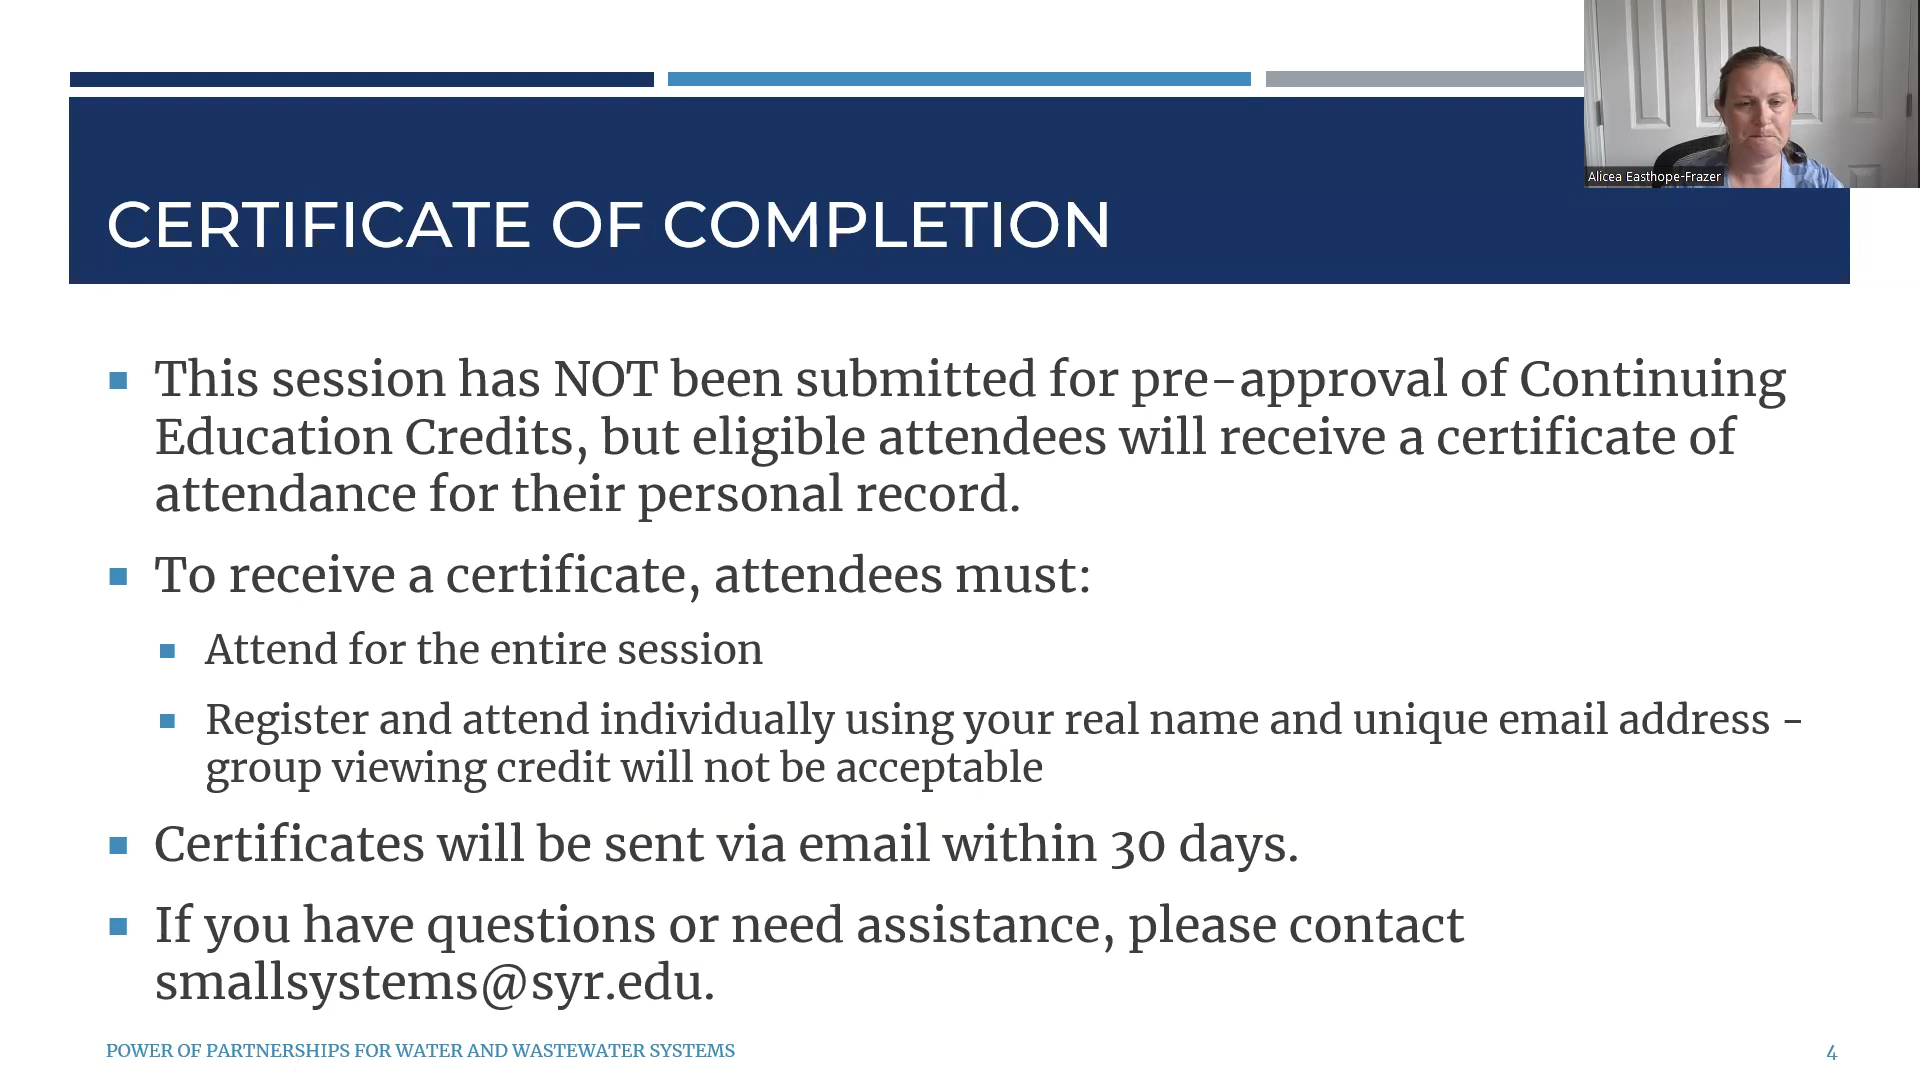 Alicea Easthope-Frazer
CERTIFICATE OF COMPLETION
This session has NOT been submitted for pre-approval of Continuing
Education Credits, but eligible attendees will receive a certificate of
attendance for their personal record.
To receive a certificate, attendees must:
Attend for the entire session
Register and attend individually using your real name and unique email address -
group viewing credit will not be acceptable
Certificates will be sent via email within 30 days.
If you have questions or need assistance, please contact
smallsystems@syr.edu.
POWER OF PARTNERSHIPS FOR WATER AND WASTEWATER SYSTEMS
4